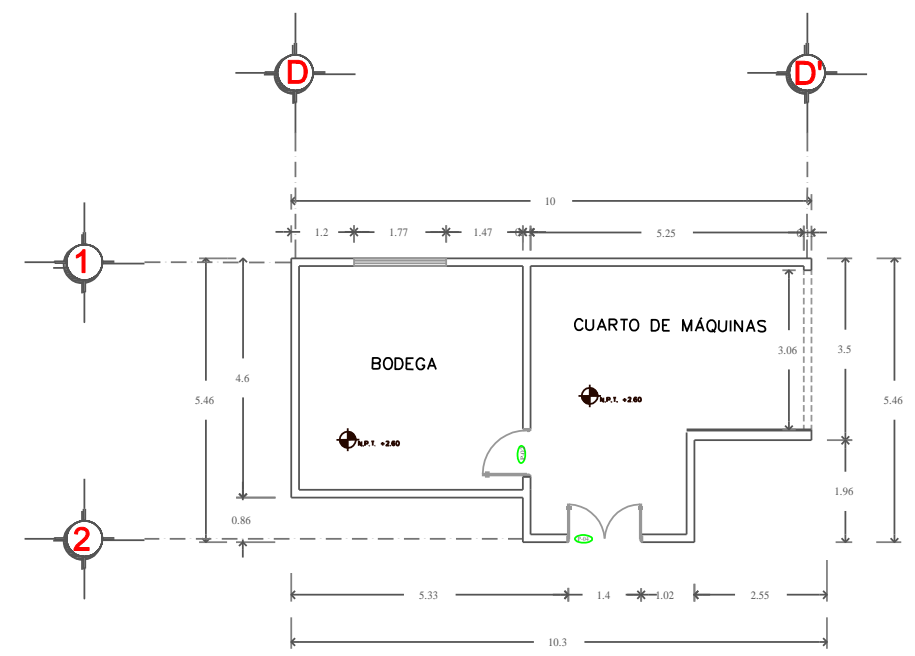 D D'
10
1.2 1.77 1.47 5.25
1
CUARTO DE MÁQUINAS
3.06 3.5
BODEGA
4.6
5.46 5.46
N.P.T. +2.60
N.P.T. +2.60
1.96
0.86
2
5.33 1.4 1.02 2.55
10.3